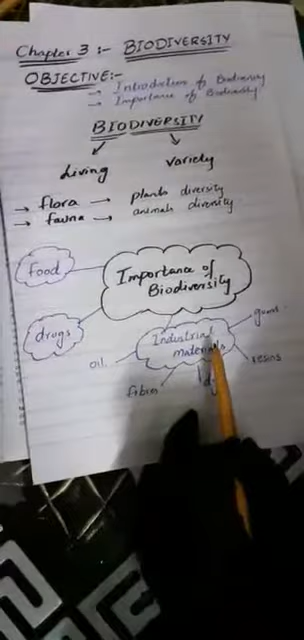 Chapter 3 :- BIODIVERSITY
OBJECTIVE:-
→ Introduction of Biodiversity
→ Importance of Biodiversity
BIODIVERSITY
Living Variety
→ flora → plants diversity
→ fauna → animals diversity
food
Importance of
Biodiversity
drugs
Industrial
materials
oil
fibres
resins